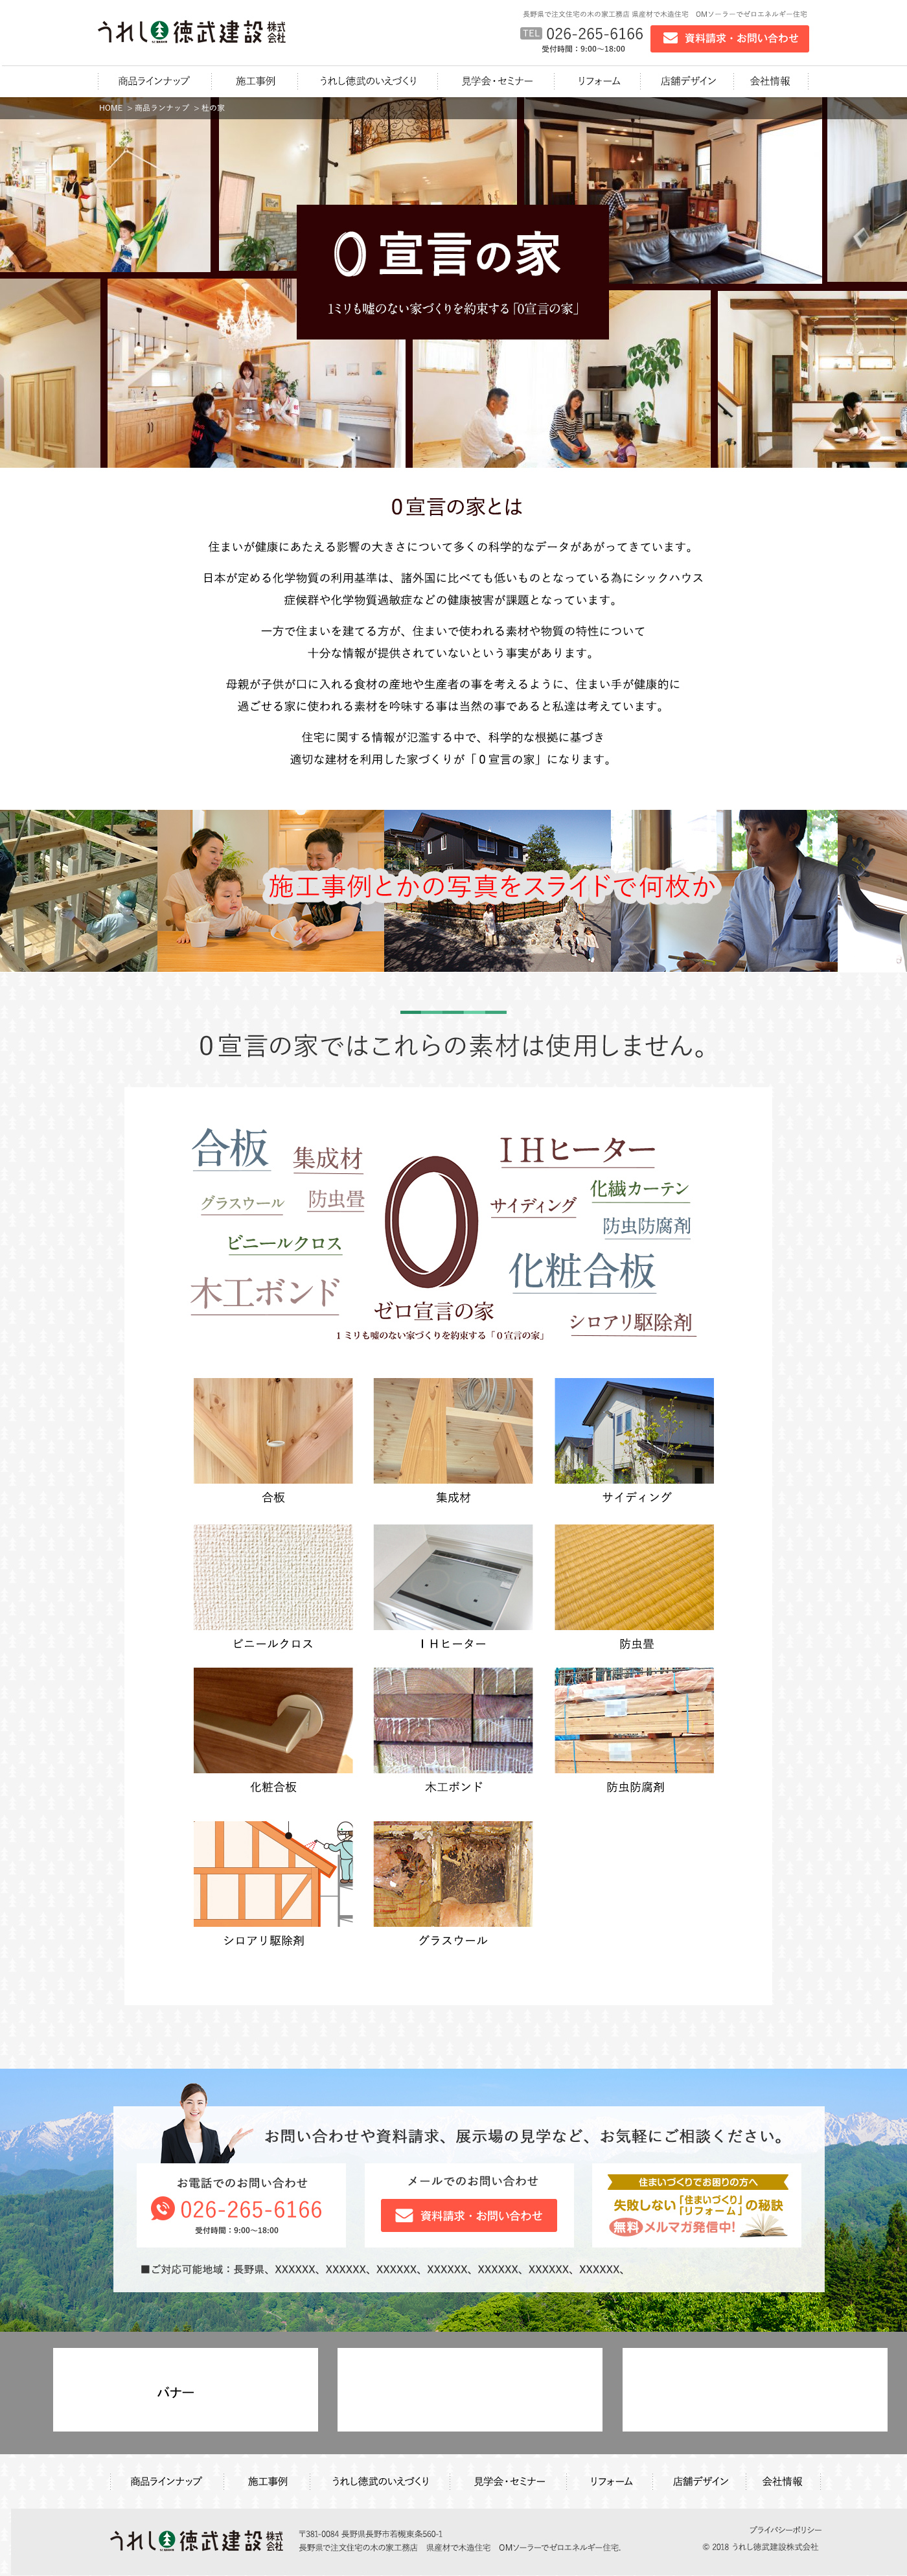 うれし徳武建設株式会社
長野県で注文住宅の木の家工務店 県産材で木造住宅　OMソーラーでゼロエネルギー住宅
TEL 026-265-6166
受付時間：9:00～18:00
資料請求・お問い合わせ
商品ラインナップ 施工事例 うれし徳武のいえづくり 見学会・セミナー リフォーム 店舗デザイン 会社情報
HOME > 商品ランナップ > 杜の家
0宣言の家
1ミリも嘘のない家づくりを約束する「0宣言の家」
０宣言の家とは
住まいが健康にあたえる影響の大きさについて多くの科学的なデータがあがってきています。
日本が定める化学物質の利用基準は、諸外国に比べても低いものとなっている為にシックハウス
症候群や化学物質過敏症などの健康被害が課題となっています。
一方で住まいを建てる方が、住まいで使われる素材や物質の特性について
十分な情報が提供されていないという事実があります。
母親が子供が口に入れる食材の産地や生産者の事を考えるように、住まい手が健康的に
過ごせる家に使われる素材を吟味する事は当然の事であると私達は考えています。
住宅に関する情報が氾濫する中で、科学的な根拠に基づき
適切な建材を利用した家づくりが「０宣言の家」になります。
施工事例とかの写真をスライドで何枚か
０宣言の家ではこれらの素材は使用しません。
合板
集成材
ＩＨヒーター
グラスウール
防虫畳
サイディング
化繊カーテン
防虫防腐剤
ビニールクロス
化粧合板
木工ボンド
0
ゼロ宣言の家
１ミリも嘘のない家づくりを約束する「０宣言の家」
シロアリ駆除剤
合板 集成材 サイディング
ビニールクロス ＩＨヒーター 防虫畳
化粧合板 木工ボンド 防虫防腐剤
シロアリ駆除剤 グラスウール
お問い合わせや資料請求、展示場の見学など、お気軽にご相談ください。
お電話でのお問い合わせ
026-265-6166
受付時間：9:00～18:00
メールでのお問い合わせ
資料請求・お問い合わせ
住まいづくりでお困りの方へ
失敗しない「住まいづくり」「リフォーム」の秘訣
無料メルマガ発信中！
■ご対応可能地域：長野県、XXXXXX、XXXXXX、XXXXXX、XXXXXX、XXXXXX、XXXXXX、XXXXXX、
バナー
商品ラインナップ 施工事例 うれし徳武のいえづくり 見学会・セミナー リフォーム 店舗デザイン 会社情報
うれし徳武建設株式会社
〒381-0084 長野県長野市若槻東条560-1
長野県で注文住宅の木の家工務店　県産材で木造住宅　OMソーラーでゼロエネルギー住宅.
プライバシーポリシー
© 2018 うれし徳武建設株式会社